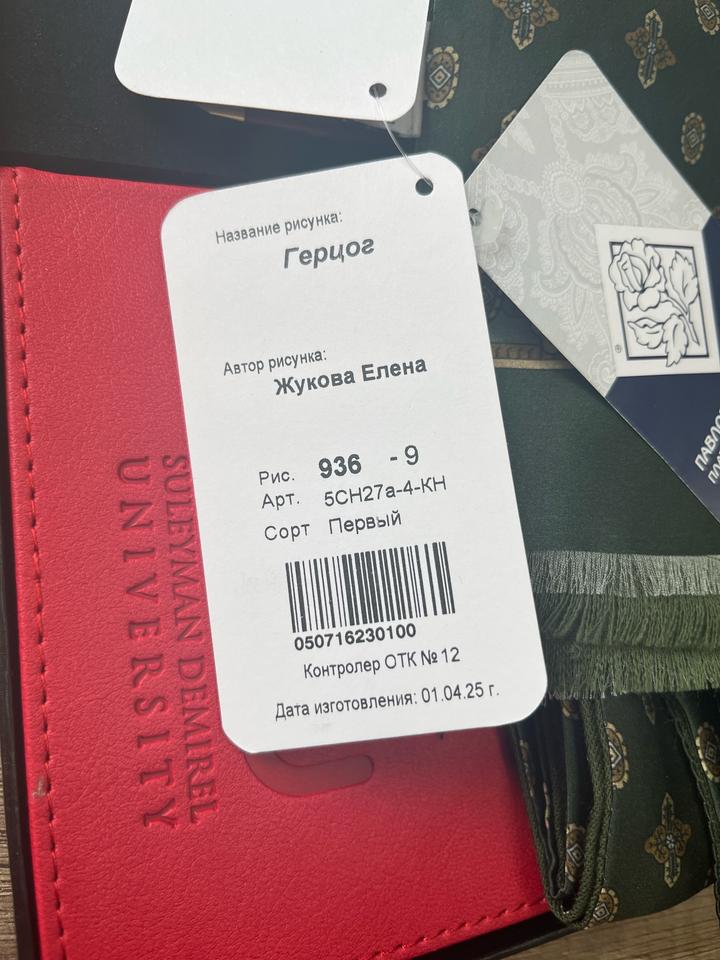 Название рисунка:
Герцог
Автор рисунка:
Жукова Елена
Рис. 936 - 9
Арт. 5СН27а-4-КН
Сорт Первый
050716230100
Контролер ОТК № 12
Дата изготовления: 01.04.25 г.
SULEYMAN DEMIREL
UNIVERSITY
®